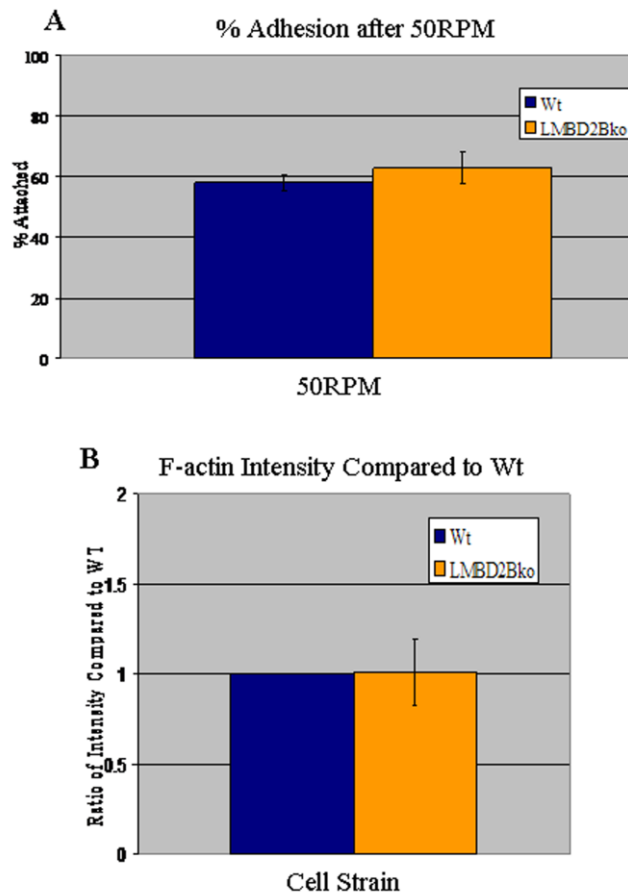 A
% Adhesion after 50RPM
100
80
60
40
20
0
% Attached
Wt
LMBD2Bko
50RPM
B
F-actin Intensity Compared to Wt
2
1.5
1
0.5
0
Ratio of Intensity Compared to WT
Wt
LMBD2Bko
Cell Strain